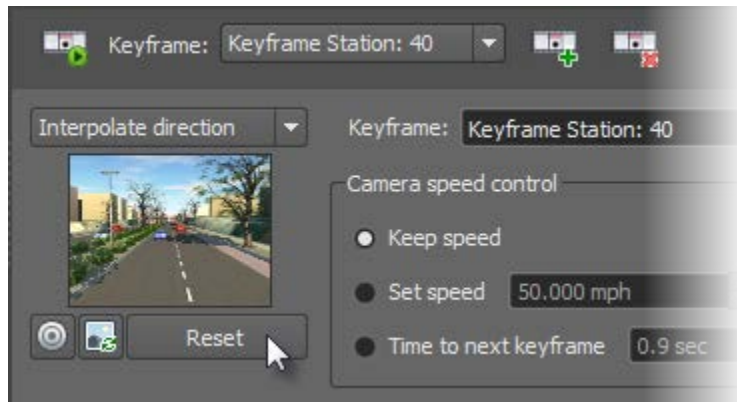 Keyframe: Keyframe Station: 40
Interpolate direction
Keyframe: Keyframe Station: 40
Camera speed control
Keep speed
Set speed 50.000 mph
Reset
Time to next keyframe 0.9 sec